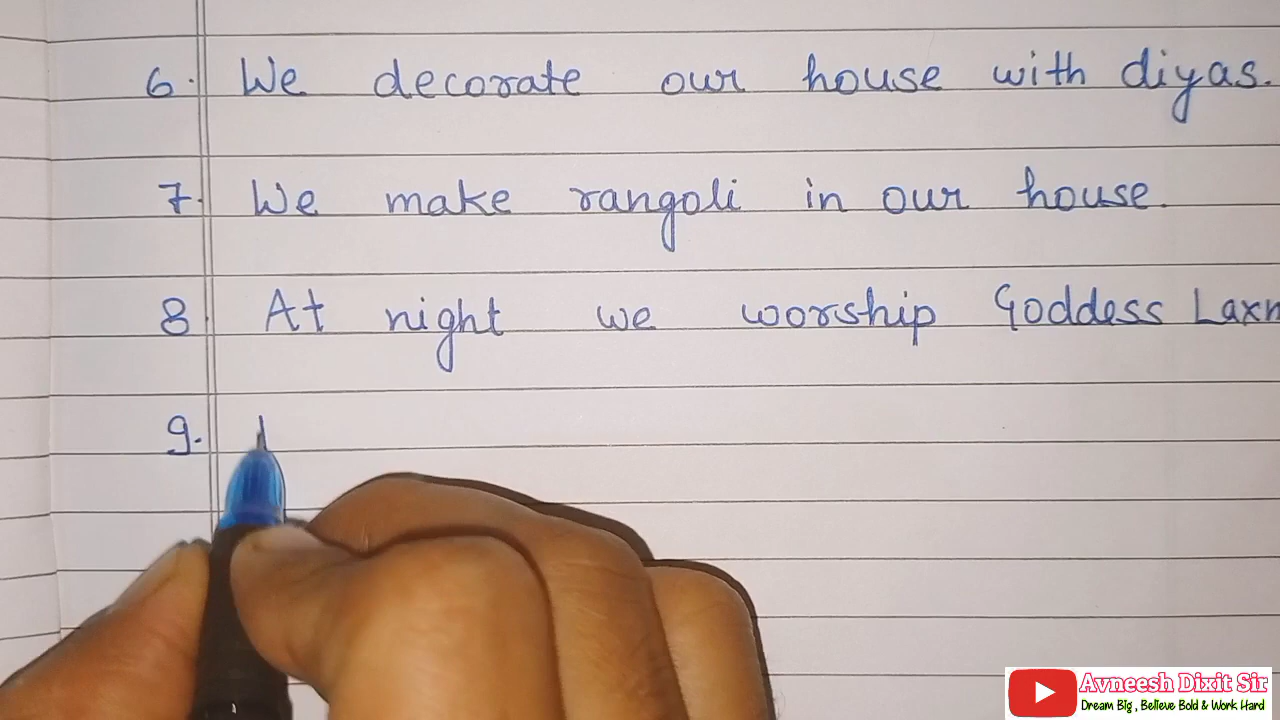 6. We decorate our house with diyas.
7. We make rangoli in our house.
8. At night we worship Goddess
9.
Avneesh Dixit Sir
Dream Big , Believe Bold & Work Hard